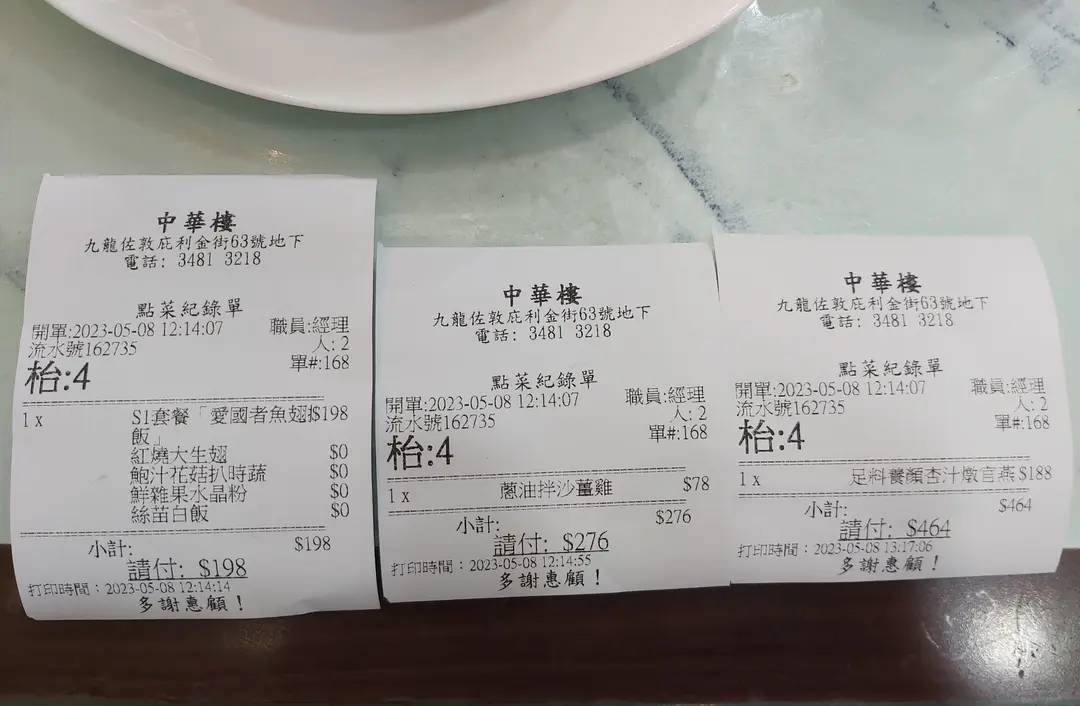 中華樓
九龍佐敦庇利金街63號地下
電話: 3481 3218
點菜紀錄單
開單:2023-05-08 12:14:07 職員:經理
流水號162735 人: 2
枱:4 單#:168
1 x S1套餐「愛國者魚翅$198
飯」
紅燒大生翅 $0
鮑汁花菇扒時蔬 $0
鮮雜果水晶粉 $0
絲苗白飯 $0
小計: $198
請付: $198
打印時間：2023-05-08 12:14:14
多謝惠顧！
中華樓
九龍佐敦庇利金街63號地下
電話: 3481 3218
點菜紀錄單
開單:2023-05-08 12:14:07 職員:經理
流水號162735 人: 2
枱:4 單#:168
1 x 蔥油拌沙薑雞 $78
小計: $276
請付: $276
打印時間：2023-05-08 12:14:55
多謝惠顧！
中華樓
九龍佐敦庇利金街63號地下
電話: 3481 3218
點菜紀錄單
開單:2023-05-08 12:14:07 職員:經理
流水號162735 人: 2
枱:4 單#:168
1 x 足料養顏杏汁燉官燕$188
小計: $464
請付: $464
打印時間：2023-05-08 13:17:06
多謝惠顧！